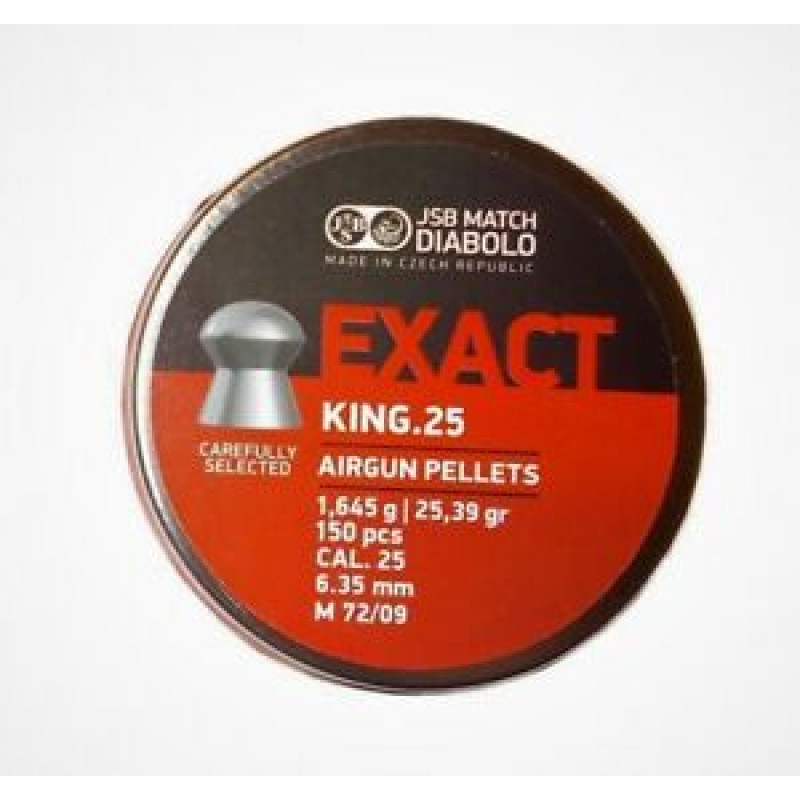 JSB
JSB MATCH
DIABOLO
MADE IN CZECH REPUBLIC
EXACT
KING.25
CAREFULLY
SELECTED
AIRGUN PELLETS
1,645 g | 25,39 gr
150 pcs
CAL. 25
6.35 mm
M 72/09